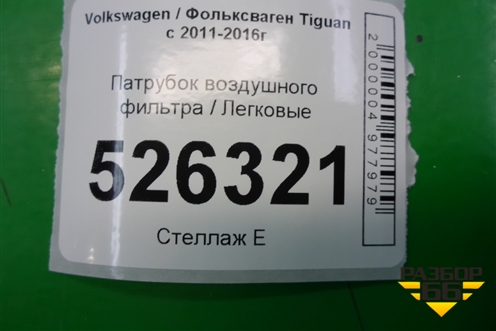 Volkswagen / Фольксваген Tiguan
с 2011-2016г
Патрубок воздушного
фильтра / Легковые
526321
Стеллаж Е
2000004977979
РАЗБОР
66